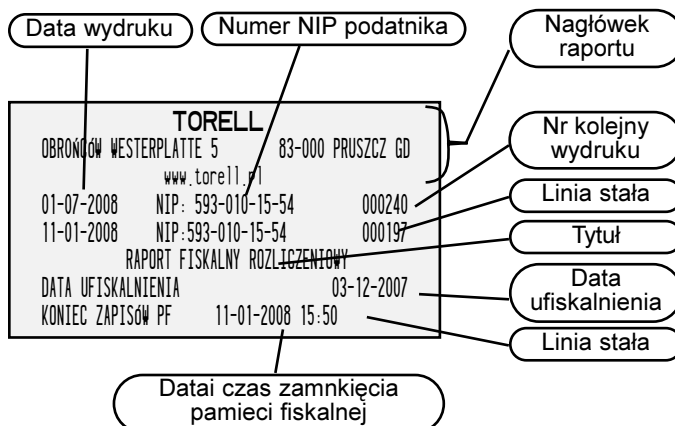 Data wydruku
Numer NIP podatnika
Nagłówek
raportu
TORELL
OBROŃCóW WESTERPLATTE 5 83-000 PRUSZCZ GD
www.torell.pl
Nr kolejny
wydruku
01-07-2008 NIP: 593-010-15-54 000240
Linia stała
11-01-2008 NIP:593-010-15-54 000197
Tytuł
RAPORT FISKALNY ROZLICZENIOWY
DATA UFISKALNIENIA 03-12-2007
Data
ufiskalnienia
KONIEC ZAPISóW PF 11-01-2008 15:50
Linia stała
Datai czas zamnkięcia
pamieci fiskalnej